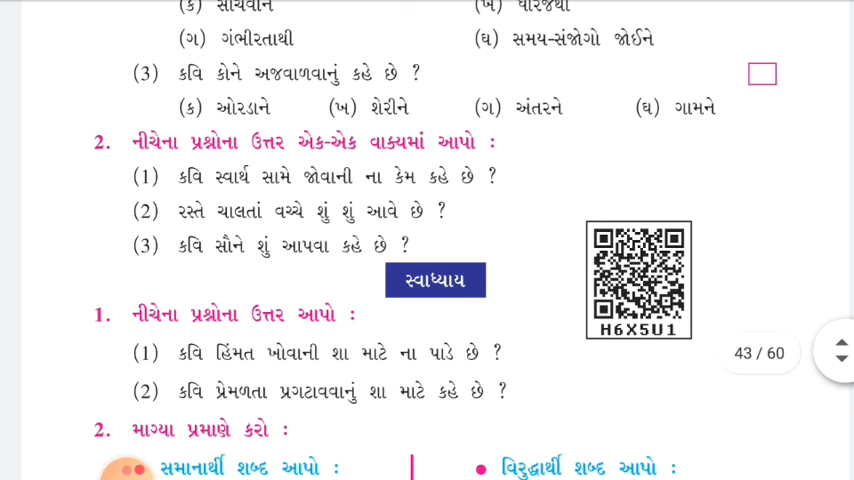 (ક) સાચવીને (ખ) ધીરજથી
(ગ) ગંભીરતાથી (ઘ) સમય-સંજોગો જોઈને
(3) કવિ કોને અજવાળવાનું કહે છે ?
(ક) ઓરડાને (ખ) શેરીને (ગ) અંતરને (ઘ) ગામને
2. નીચેના પ્રશ્નોના ઉત્તર એક-એક વાક્યમાં આપો :
(1) કવિ સ્વાર્થ સામે જોવાની ના કેમ કહે છે ?
(2) રસ્તે ચાલતાં વચ્ચે શું શું આવે છે ?
(3) કવિ સૌને શું આપવા કહે છે ?
સ્વાધ્યાય
H6X5U1
1. નીચેના પ્રશ્નોના ઉત્તર આપો :
(1) કવિ હિંમત ખોવાની શા માટે ના પાડે છે ?
43 / 60
(2) કવિ પ્રેમળતા પ્રગટાવવાનું શા માટે કહે છે ?
2. માગ્યા પ્રમાણે કરો :
સમાનાર્થી શબ્દ આપો : ● વિરુદ્ધાર્થી શબ્દ આપો :